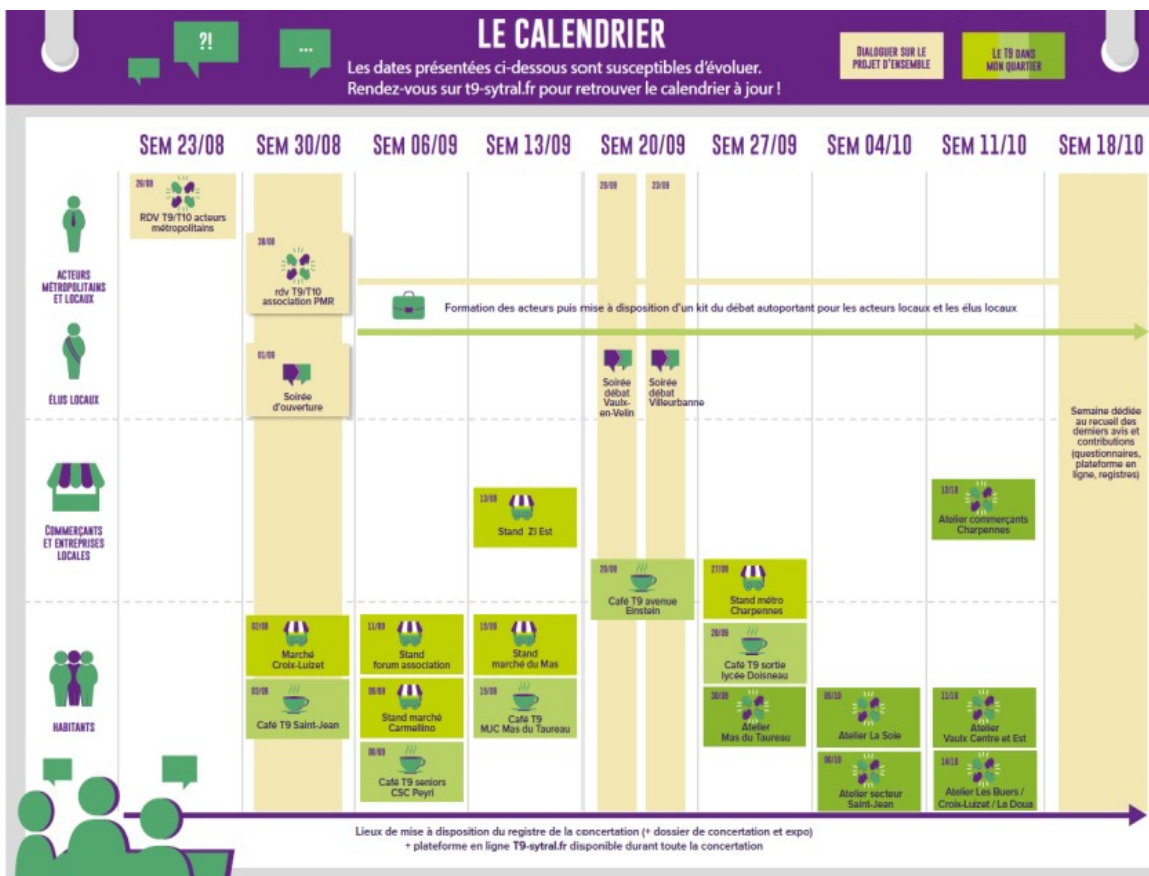 ?!
...
LE CALENDRIER
Les dates présentées ci-dessous sont susceptibles d'évoluer.
Rendez-vous sur t9-sytral.fr pour retrouver le calendrier à jour !
DIALOGUER SUR LE
PROJET D'ENSEMBLE
LE T9 DANS
MON QUARTIER
SEM 23/08
SEM 30/08
SEM 06/09
SEM 13/09
SEM 20/09
SEM 27/09
SEM 04/10
SEM 11/10
SEM 18/10
ACTEURS
MÉTROPOLITAINS
ET LOCAUX
RDV T9/T10 acteurs
métropolitains
rdv T9/T10
association PMR
Formation des acteurs puis mise à disposition d'un kit du débat autoportant pour les acteurs locaux et les élus locaux
ÉLUS LOCAUX
Soirée
d'ouverture
Soirée
débat
Vaulx-
en-Velin
Soirée
débat
Villeurbanne
Semaine dédiée
au recueil des
derniers avis et
contributions
(questionnaires,
plateforme en
ligne, registres)
COMMERÇANTS
ET ENTREPRISES
LOCALES
Stand ZI Est
12/10
Atelier commerçants
Charpennes
Café T9 avenue
Einstein
27/09
Stand métro
Charpennes
HABITANTS
Marché
Croix-Luizet
Café T9 Saint-Jean
Stand
forum association
Stand marché
Carmellino
Café T9 seniors
CSC Peyri
Stand
marché du Mas
Café T9
MJC Mas du Taureau
Café T9 sortie
lycée Doisneau
Atelier
Mas du Taureau
Atelier La Soie
Atelier secteur
Saint-Jean
11/10
Atelier
Vaulx Centre et Est
14/10
Atelier Les Buers /
Croix-Luizet / La Doua
Lieux de mise à disposition du registre de la concertation (+ dossier de concertation et expo)
+ plateforme en ligne T9-sytral.fr disponible durant toute la concertation